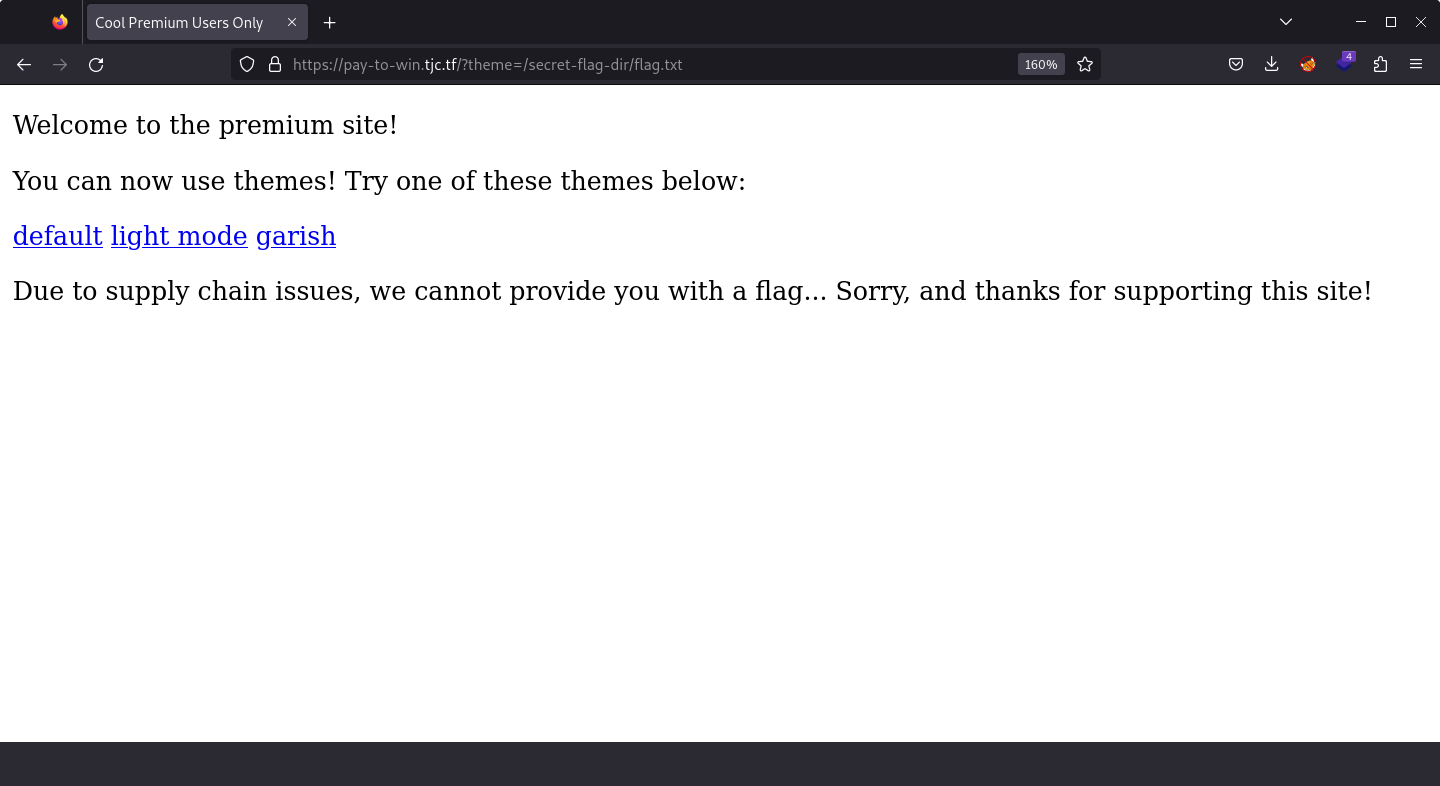 Cool Premium Users Only
https://pay-to-win.tjc.tf/?theme=/secret-flag-dir/flag.txt
160%
4
Welcome to the premium site!
You can now use themes! Try one of these themes below:
default light mode garish
Due to supply chain issues, we cannot provide you with a flag... Sorry, and thanks for supporting this site!